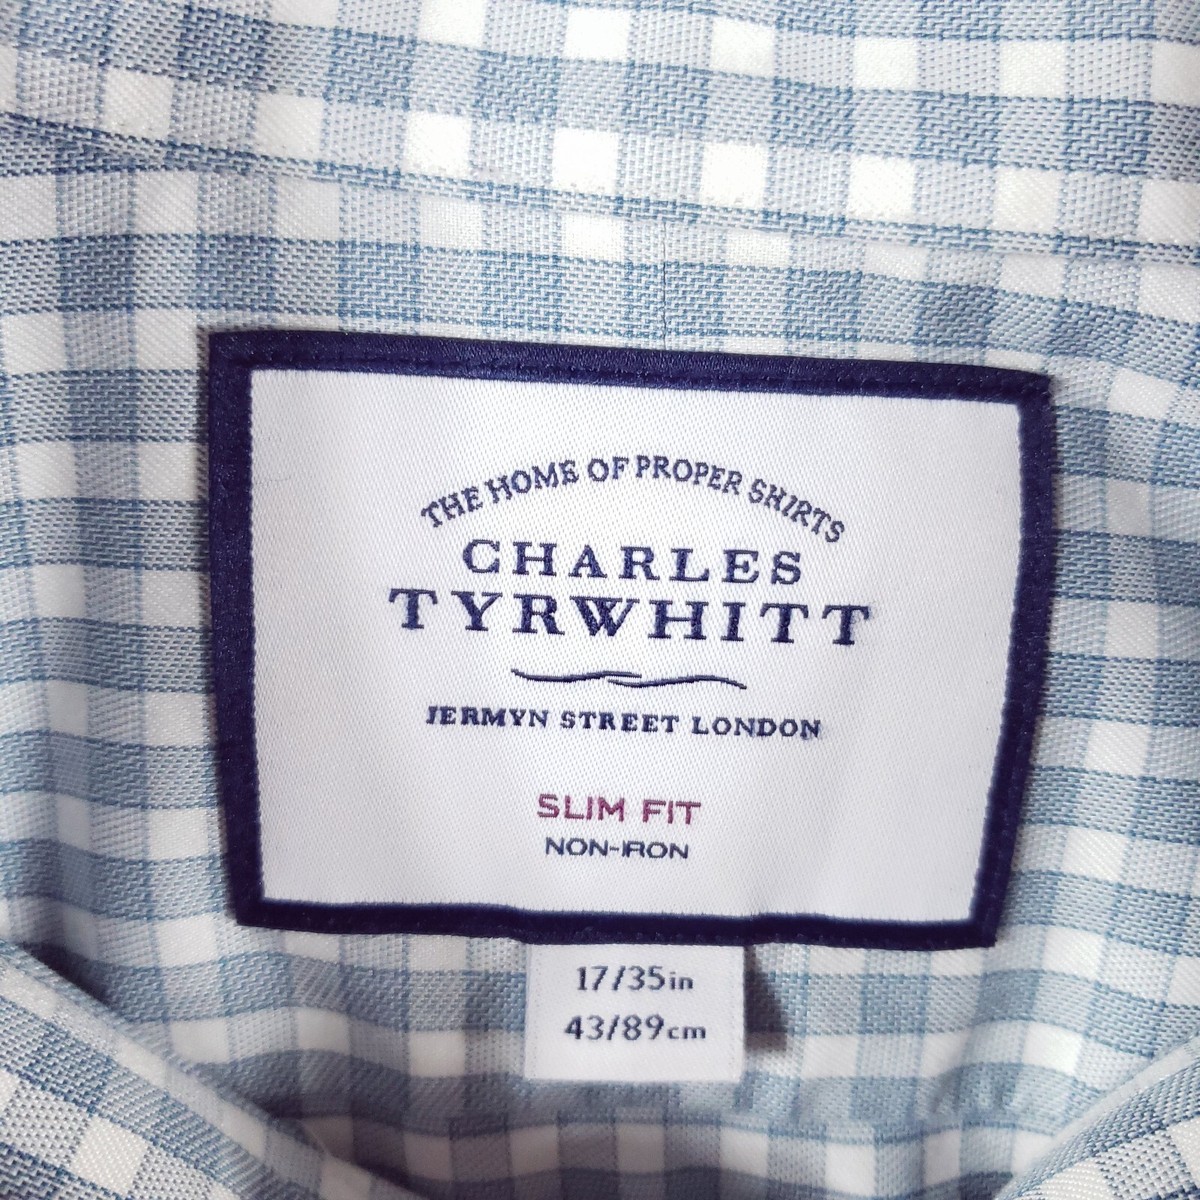 THE HOME OF PROPER SHIRTS
CHARLES
TYRWHITT
JERMYN STREET LONDON
SLIM FIT
NON-IRON
17/35in
43/89cm